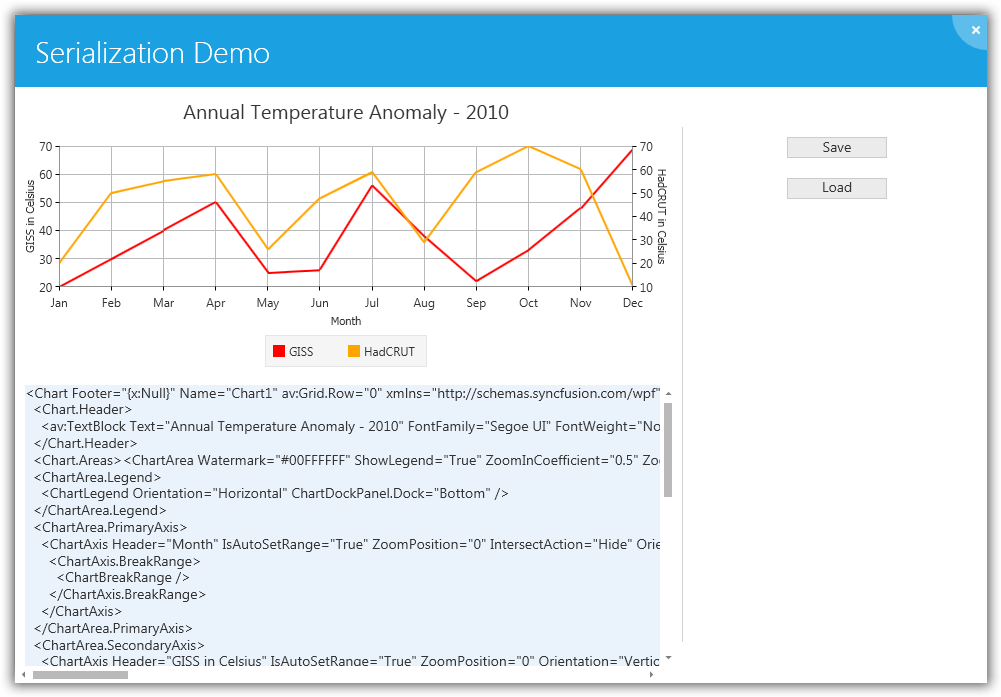 Serialization Demo
Annual Temperature Anomaly - 2010
Save
Load
70
60
50
40
30
20
GISS in Celsius
70
60
50
40
30
20
10
HadCRUT in Celsius
Jan Feb Mar Apr May Jun Jul Aug Sep Oct Nov Dec
Month
GISS HadCRUT
<Chart Footer="{x:Null}" Name="Chart1" av:Grid.Row="0" xmlns="http://schemas.syncfusion.com/wpf"
<Chart.Header>
<av:TextBlock Text="Annual Temperature Anomaly - 2010" FontFamily="Segoe UI" FontWeight="No
</Chart.Header>
<Chart.Areas><ChartArea Watermark="#00FFFFFF" ShowLegend="True" ZoomInCoefficient="0.5" Zo
<ChartArea.Legend>
<ChartLegend Orientation="Horizontal" ChartDockPanel.Dock="Bottom" />
</ChartArea.Legend>
<ChartArea.PrimaryAxis>
<ChartAxis Header="Month" IsAutoSetRange="True" ZoomPosition="0" IntersectAction="Hide" Orie
<ChartAxis.BreakRange>
<ChartBreakRange />
</ChartAxis.BreakRange>
</ChartAxis>
</ChartArea.PrimaryAxis>
<ChartArea.SecondaryAxis>
<ChartAxis Header="GISS in Celsius" IsAutoSetRange="True" ZoomPosition="0" Orientation="Vertic